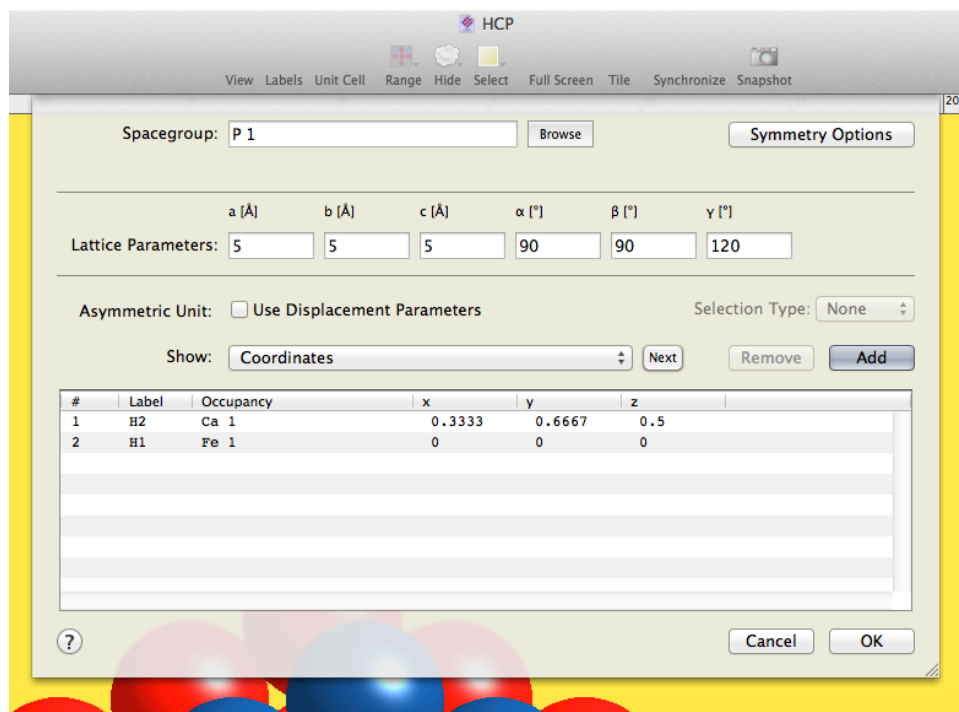 HCP
View Labels Unit Cell Range Hide Select Full Screen Tile Synchronize Snapshot
20
Spacegroup: P 1 Browse Symmetry Options
a [Å] b [Å] c [Å] α [°] β [°] γ [°]
Lattice Parameters: 5 5 5 90 90 120
Asymmetric Unit: Use Displacement Parameters Selection Type: None
Show: Coordinates Next Remove Add
# Label Occupancy x y z
1 H2 Ca 1 0.3333 0.6667 0.5
2 H1 Fe 1 0 0 0
? Cancel OK